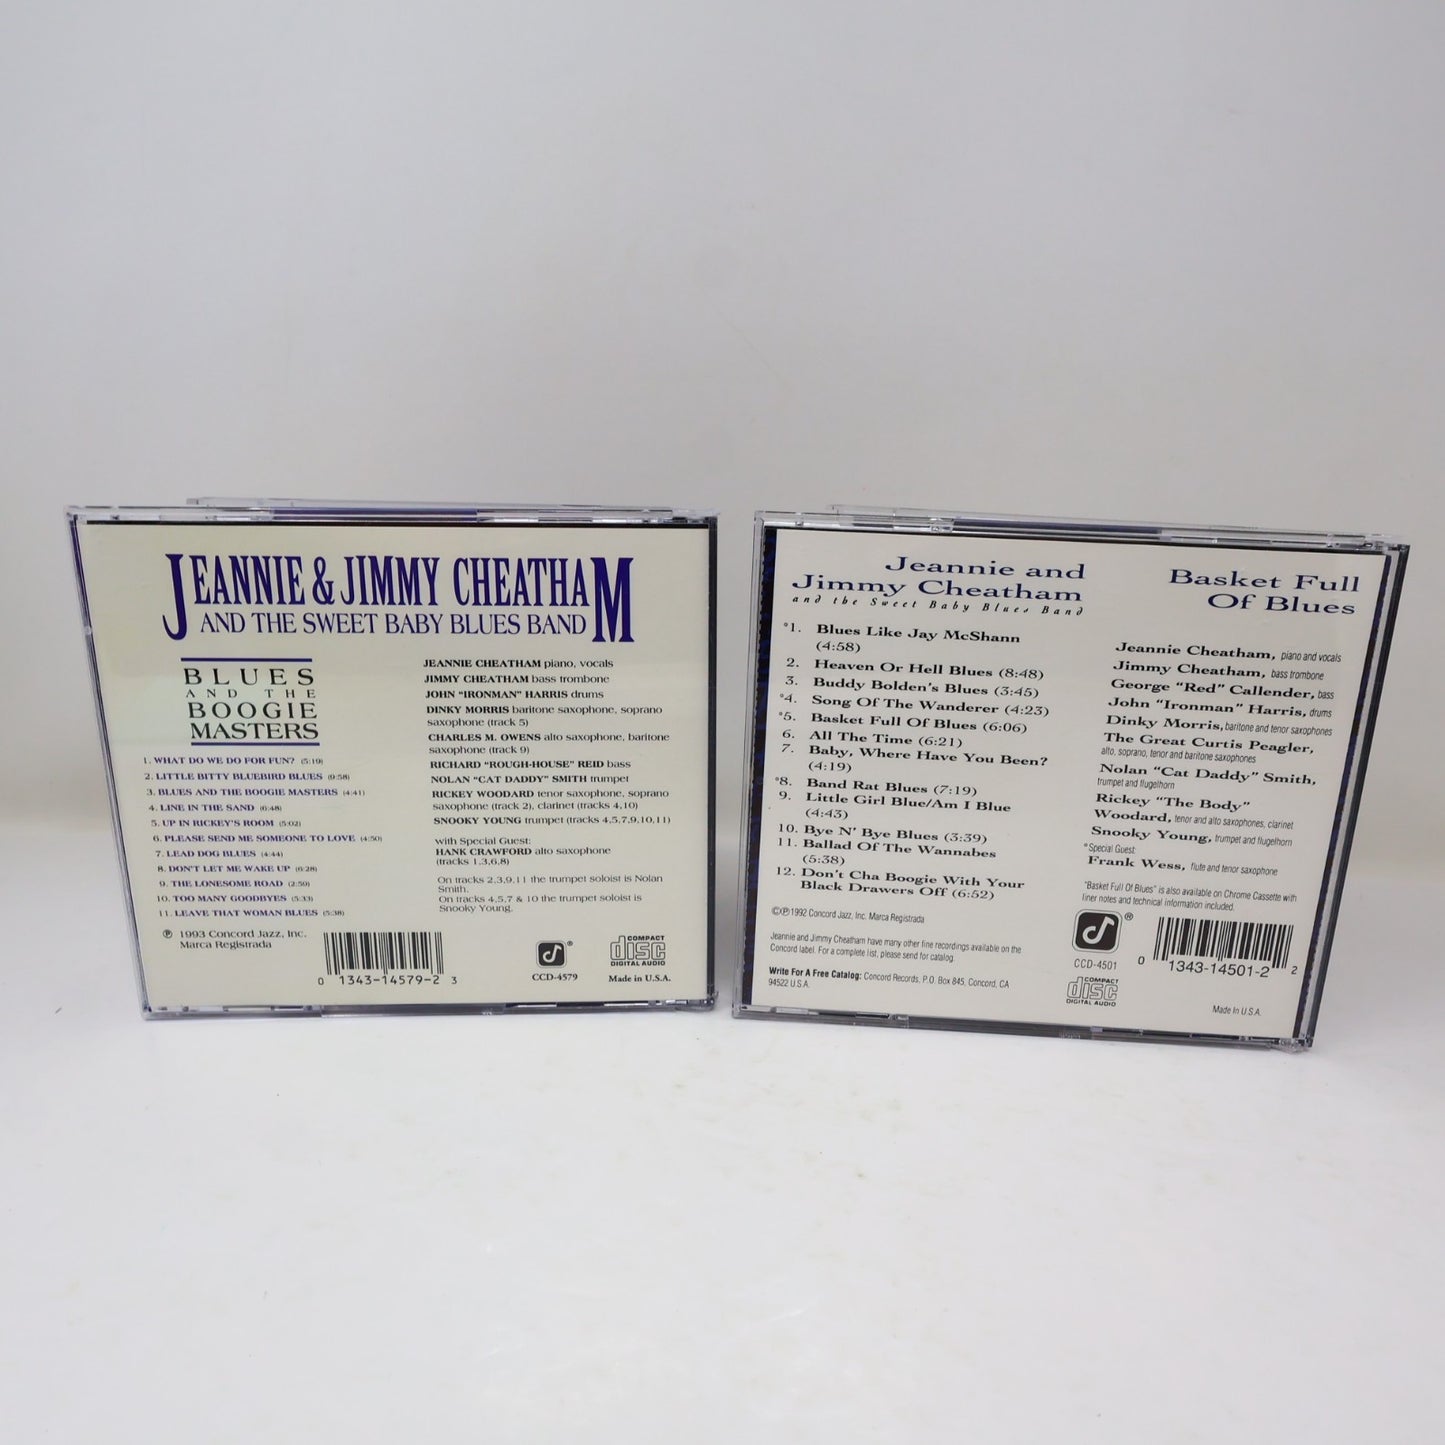 JEANNIE & JIMMY CHEATHAM
AND THE SWEET BABY BLUES BAND
BLUES
AND THE
BOOGIE
MASTERS
1. WHAT DO WE DO FOR FUN? (5:19)
2. LITTLE BITTY BLUEBIRD BLUES (9:58)
3. BLUES AND THE BOOGIE MASTERS (4:41)
4. LINE IN THE SAND (6:48)
5. UP IN RICKEY'S ROOM (5:02)
6. PLEASE SEND ME SOMEONE TO LOVE (4:50)
7. LEAD DOG BLUES (4:44)
8. DON'T LET ME WAKE UP (6:28)
9. THE LONESOME ROAD (2:50)
10. TOO MANY GOODBYES (5:33)
11. LEAVE THAT WOMAN BLUES (5:38)
℗ 1993 Concord Jazz, Inc.
Marca Registrada
JEANNIE CHEATHAM piano, vocals
JIMMY CHEATHAM bass trombone
JOHN "IRONMAN" HARRIS drums
DINKY MORRIS baritone saxophone, soprano
saxophone (track 5)
CHARLES M. OWENS alto saxophone, baritone
saxophone (track 9)
RICHARD "ROUGH-HOUSE" REID bass
NOLAN "CAT DADDY" SMITH trumpet
RICKEY WOODARD tenor saxophone, soprano
saxophone (track 2), clarinet (tracks 4, 10)
SNOOKY YOUNG trumpet (tracks 4,5,7,9,10,11)
with Special Guest:
HANK CRAWFORD alto saxophone
(tracks 1,3,6,8)
On tracks 2,3,9,11 the trumpet soloist is Nolan
Smith.
On tracks 4,5,7 & 10 the trumpet soloist is
Snooky Young.
0 1343-14579-2 3
®
CCD-4579
COMPACT
disc
DIGITAL AUDIO
Made in U.S.A.
Jeannie and
Jimmy Cheatham
and the Sweet Baby Blues Band
Basket Full
Of Blues
*1. Blues Like Jay McShann
(4:58)
2. Heaven Or Hell Blues (8:48)
3. Buddy Bolden's Blues (3:45)
*4. Song Of The Wanderer (4:23)
*5. Basket Full Of Blues (6:06)
6. All The Time (6:21)
7. Baby, Where Have You Been?
(4:19)
*8. Band Rat Blues (7:19)
9. Little Girl Blue/Am I Blue
(4:43)
10. Bye N' Bye Blues (3:39)
11. Ballad Of The Wannabes
(5:38)
12. Don't Cha Boogie With Your
Black Drawers Off (6:52)
©℗ 1992 Concord Jazz, Inc. Marca Registrada
Jeannie and Jimmy Cheatham have many other fine recordings available on the
Concord label. For a complete list, please send for catalog.
Write For A Free Catalog: Concord Records, P.O. Box 845, Concord, CA
94522 U.S.A.
Jeannie Cheatham, piano and vocals
Jimmy Cheatham, bass trombone
George "Red" Callender, bass
John "Ironman" Harris, drums
Dinky Morris, baritone and tenor saxophones
The Great Curtis Peagler,
alto, soprano, tenor and baritone saxophones
Nolan "Cat Daddy" Smith,
trumpet and flugelhorn
Rickey "The Body"
Woodard, tenor and alto saxophones, clarinet
Snooky Young, trumpet and flugelhorn
*Special Guest:
Frank Wess, flute and tenor saxophone
"Basket Full Of Blues" is also available on Chrome Cassette with
liner notes and technical information included.
®
CCD-4501
0 1343-14501-2 2
COMPACT
disc
DIGITAL AUDIO
Made in U.S.A.